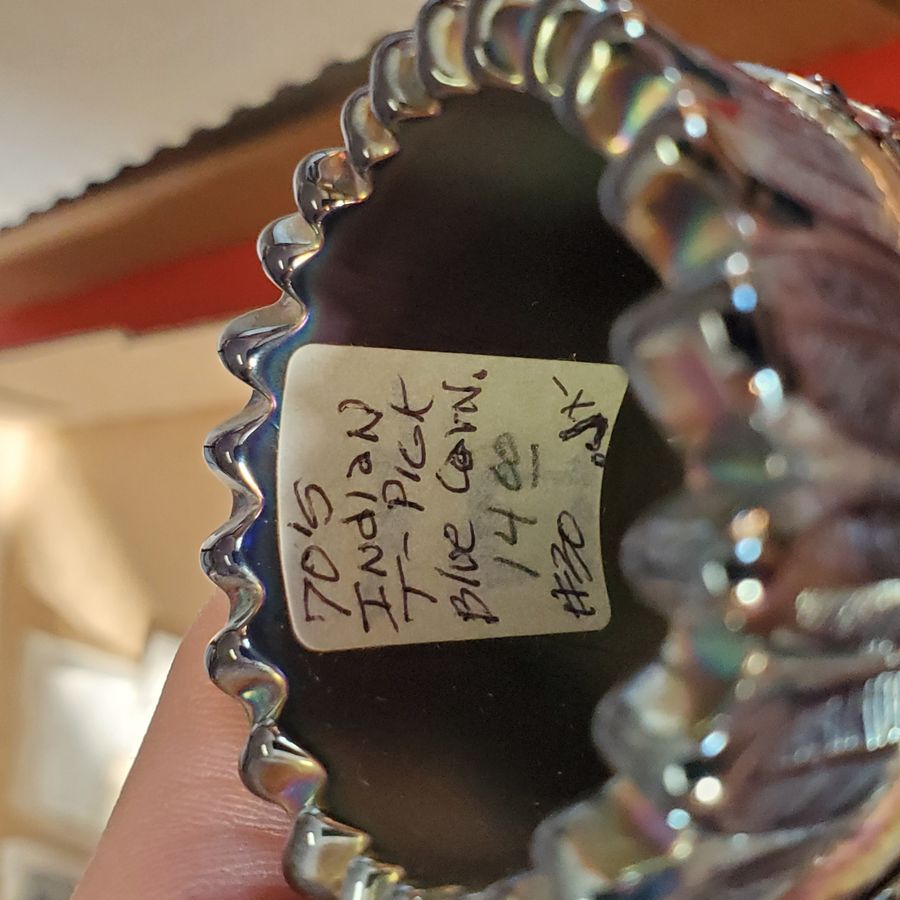 70's
INdIaN
T-PICK
Blue CarN.
14 00
#30